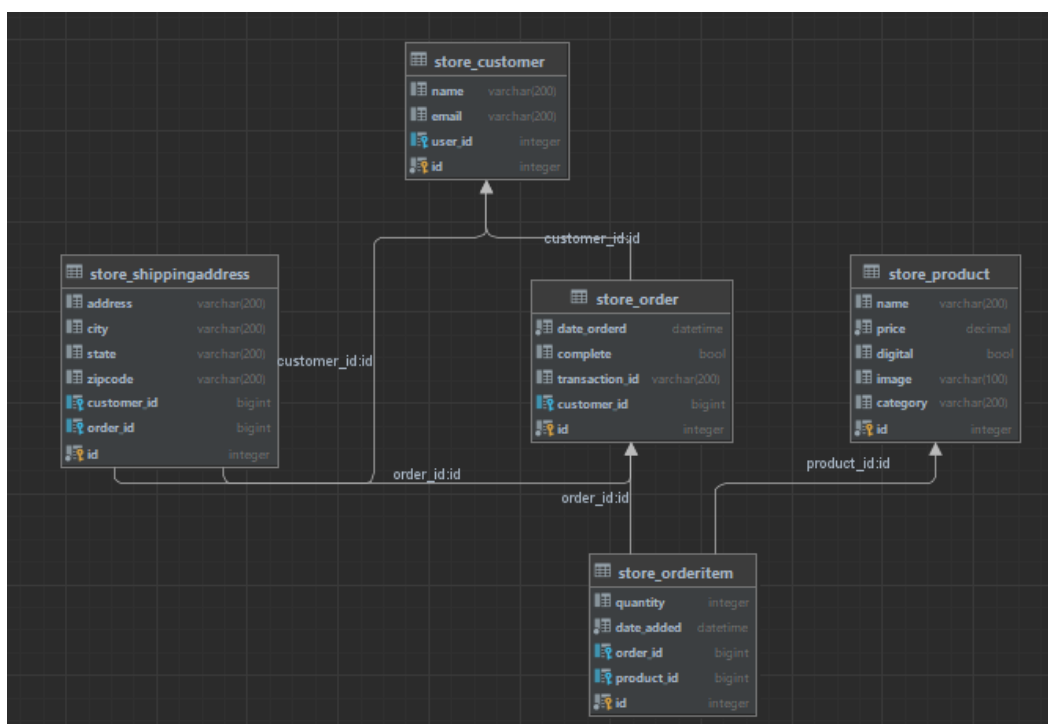 store_customer
name varchar(200)
email varchar(200)
user_id integer
id integer
customer_id:id
store_shippingaddress
address varchar(200)
city varchar(200)
state varchar(200)
zipcode varchar(200)
customer_id bigint
order_id bigint
id integer
customer_id:id
store_order
date_orderd datetime
complete bool
transaction_id varchar(200)
customer_id bigint
id integer
store_product
name varchar(200)
price decimal
digital bool
image varchar(100)
category varchar(200)
id integer
order_id:id
order_id:id
product_id:id
store_orderitem
quantity integer
date_added datetime
order_id bigint
product_id bigint
id integer